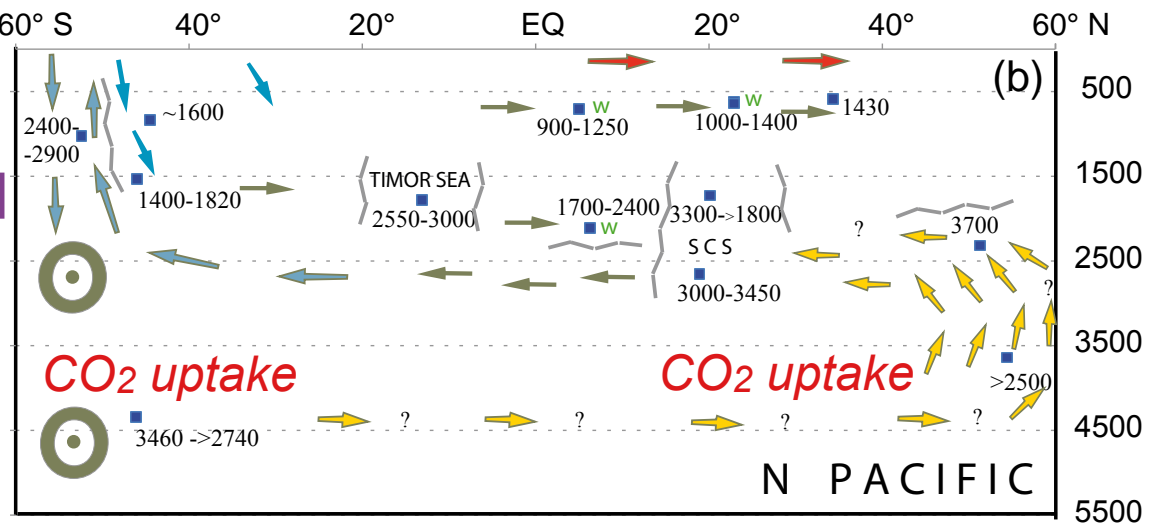 60° S 40° 20° EQ 20° 40° 60° N
(b)
500
~1600
2400-
-2900
900-1250
w
1000-1400
w
1430
1400-1820
TIMOR SEA
2550-3000
1500
1700-2400
w
3300->1800
?
3700
S C S
3000-3450
2500
?
3500
CO2 uptake
CO2 uptake
>2500
3460 ->2740
?
?
?
?
4500
N PACIFIC
5500